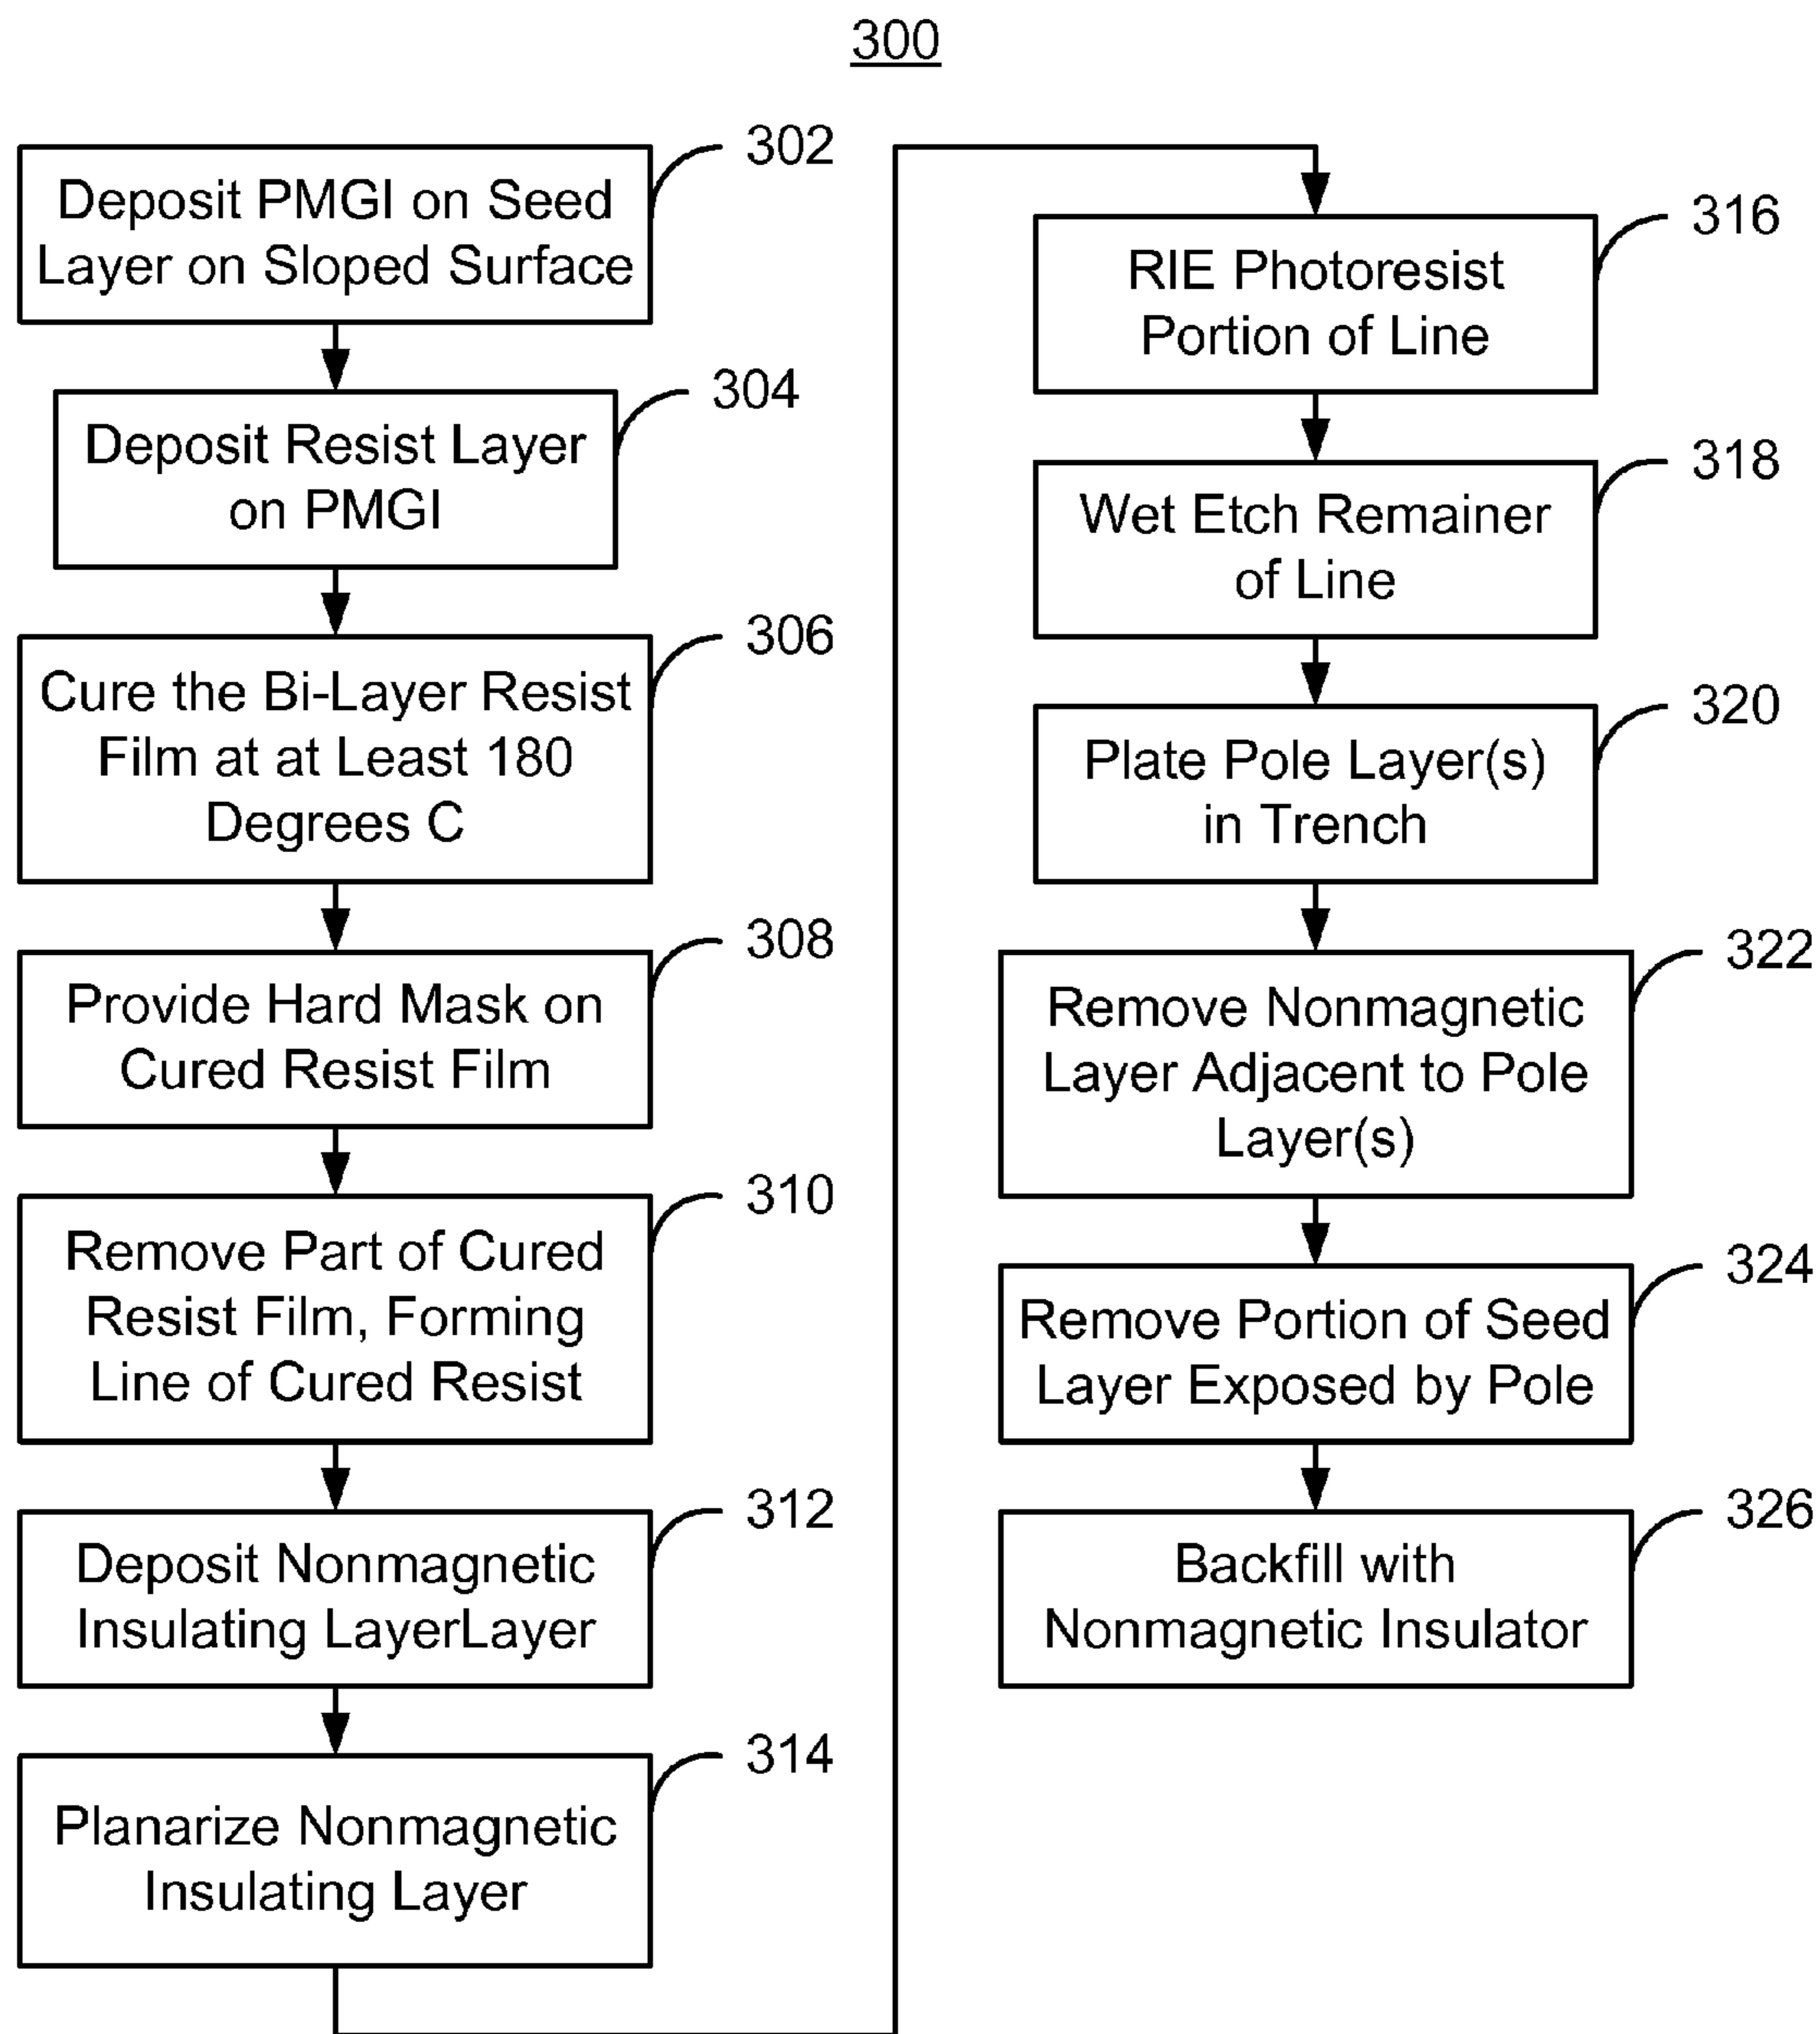 300
302
Deposit PMGI on Seed
Layer on Sloped Surface
304
Deposit Resist Layer
on PMGI
306
Cure the Bi-Layer Resist
Film at at Least 180
Degrees C
308
Provide Hard Mask on
Cured Resist Film
310
Remove Part of Cured
Resist Film, Forming
Line of Cured Resist
312
Deposit Nonmagnetic
Insulating LayerLayer
314
Planarize Nonmagnetic
Insulating Layer
316
RIE Photoresist
Portion of Line
318
Wet Etch Remainer
of Line
320
Plate Pole Layer(s)
in Trench
322
Remove Nonmagnetic
Layer Adjacent to Pole
Layer(s)
324
Remove Portion of Seed
Layer Exposed by Pole
326
Backfill with
Nonmagnetic Insulator